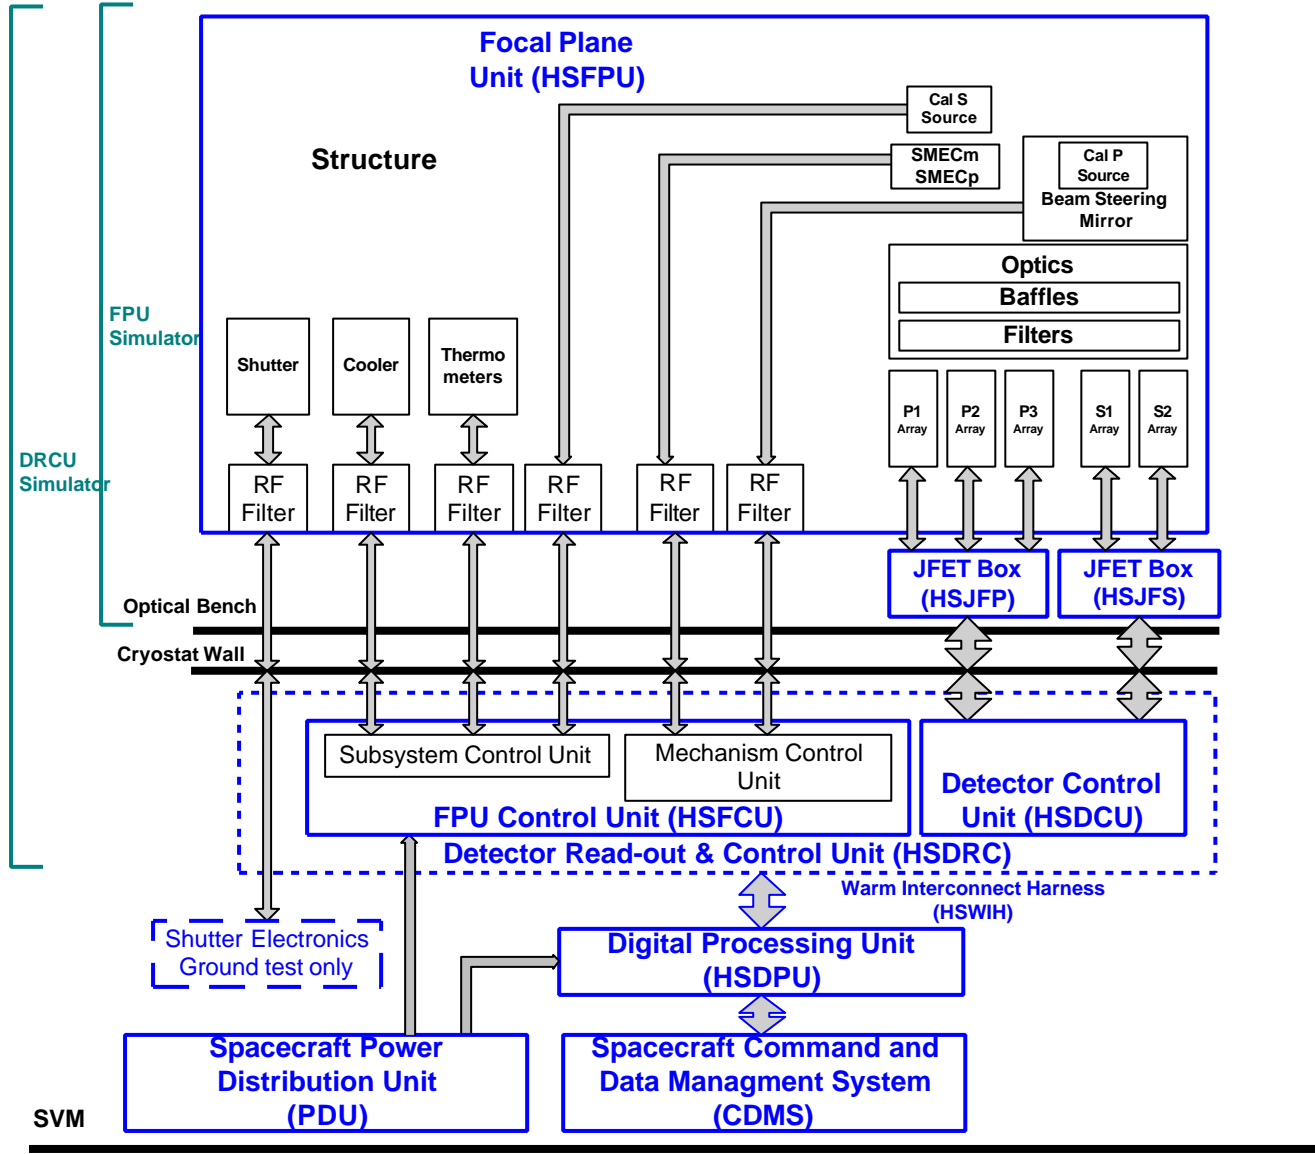 Focal Plane
Unit (HSFPU)
Cal S
Source
Structure
SMECm
SMECp
Cal P
Source
Beam Steering
Mirror
Optics
Baffles
Filters
FPU
Simulator
Shutter
Cooler
Thermo
meters
P1
Array
P2
Array
P3
Array
S1
Array
S2
Array
DRCU
Simulator
RF
Filter
RF
Filter
RF
Filter
RF
Filter
RF
Filter
RF
Filter
JFET Box
(HSJFP)
JFET Box
(HSJFS)
Optical Bench
Cryostat Wall
Subsystem Control Unit
Mechanism Control
Unit
FPU Control Unit (HSFCU)
Detector Control
Unit (HSDCU)
Detector Read-out & Control Unit (HSDRC)
Warm Interconnect Harness
(HSWIH)
Shutter Electronics
Ground test only
Digital Processing Unit
(HSDPU)
Spacecraft Power
Distribution Unit
(PDU)
Spacecraft Command and
Data Managment System
(CDMS)
SVM